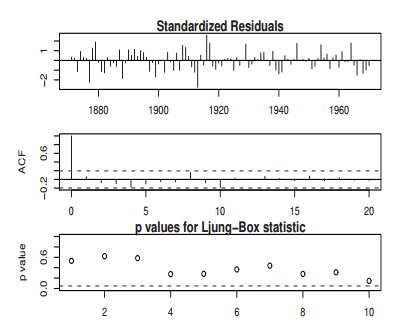 Standardized Residuals
1
−2
1880 1900 1920 1940 1960
ACF
0.6
−0.2
0 5 10 15 20
p values for Ljung−Box statistic
p value
0.6
0.0
2 4 6 8 10